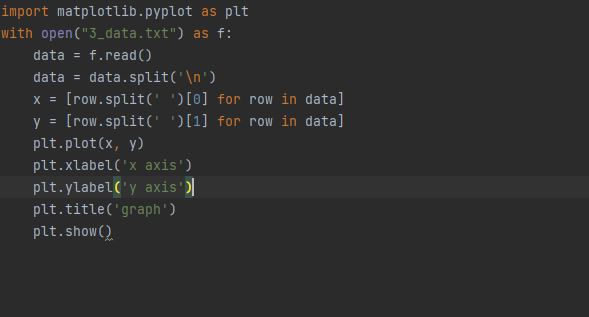 import matplotlib.pyplot as plt
with open("3_data.txt") as f:
    data = f.read()
    data = data.split('\n')
    x = [row.split(' ')[0] for row in data]
    y = [row.split(' ')[1] for row in data]
    plt.plot(x, y)
    plt.xlabel('x axis')
    plt.ylabel('y axis')
    plt.title('graph')
    plt.show()